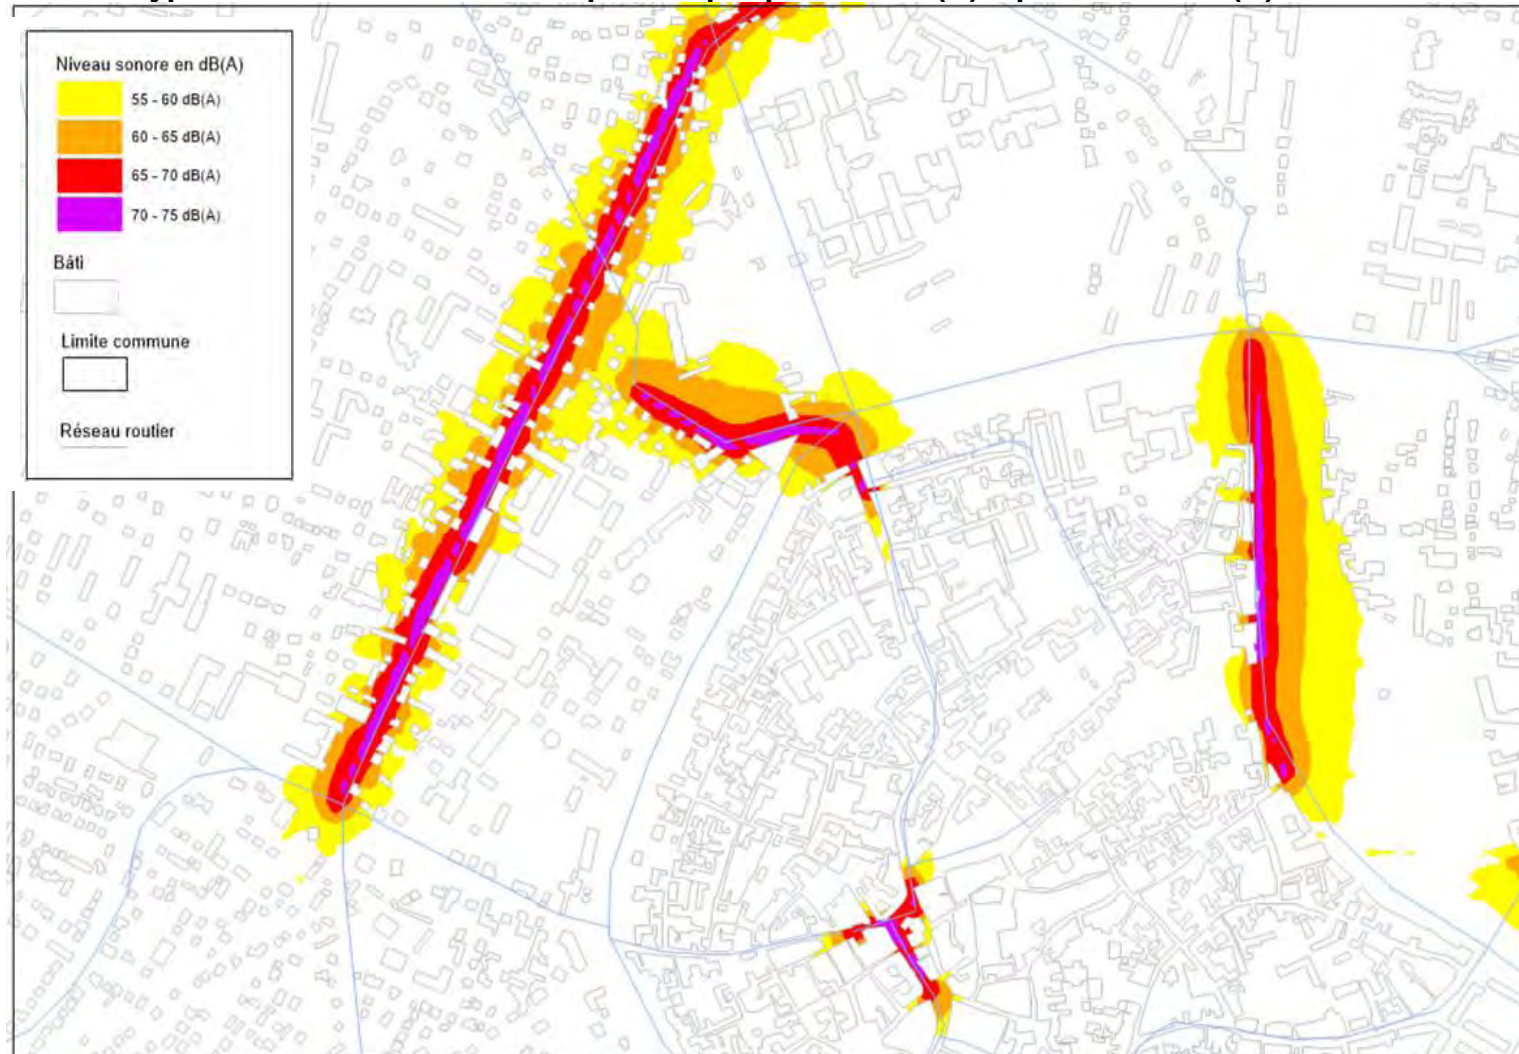 Niveau sonore en dB(A)
55 - 60 dB(A)
60 - 65 dB(A)
65 - 70 dB(A)
70 - 75 dB(A)
Bâti
Limite commune
Réseau routier